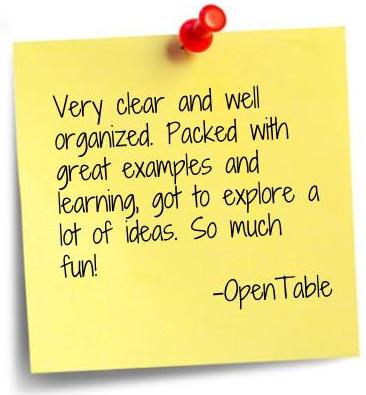 Very clear and well
organized. Packed with
great examples and
learning, got to explore a
lot of ideas. So much
fun!
-OpenTable